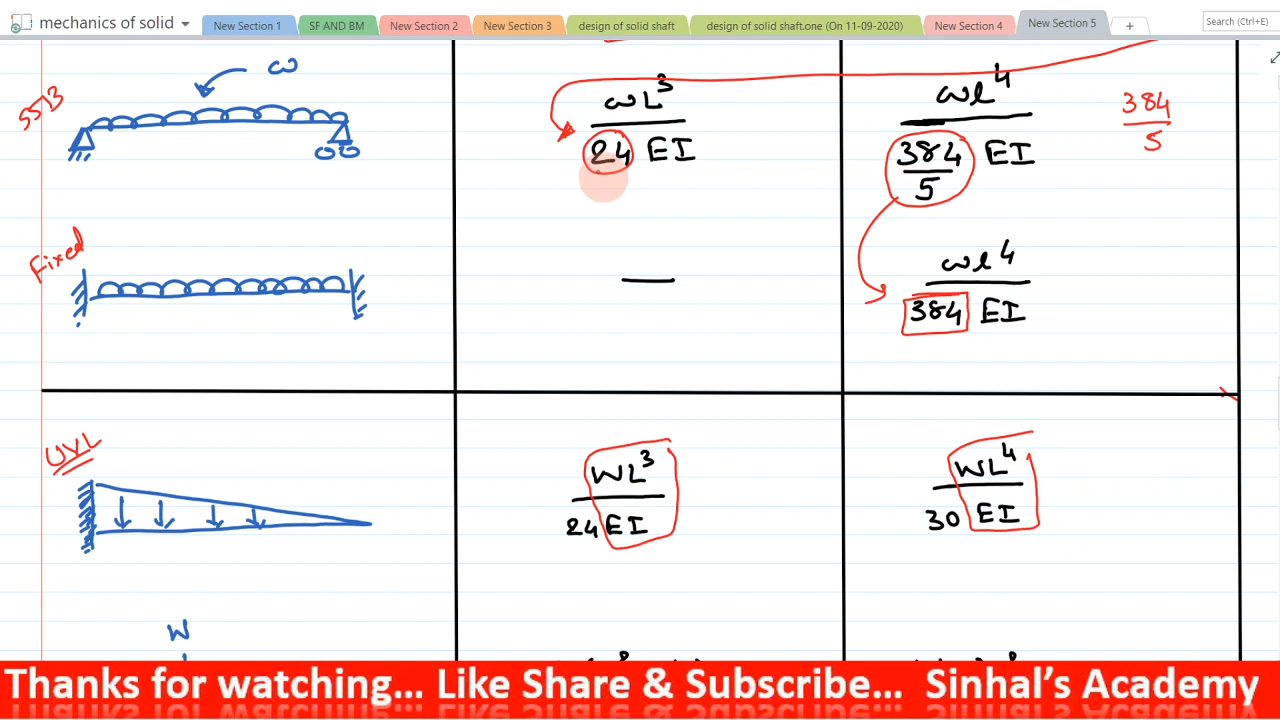 mechanics of solid
New Section 1
SF AND BM
New Section 2
New Section 3
design of solid shaft
design of solid shaft.one (On 11-09-2020)
New Section 4
New Section 5
+
Search (Ctrl+E)
SSB
ω
ωL³
24 EI
ωl⁴
384/5 EI
384/5
Fixed
—
ωl⁴
384 EI
UVL
WL³
24 EI
WL⁴
30 EI
W
Thanks for watching... Like Share & Subscribe... Sinhal's Academy